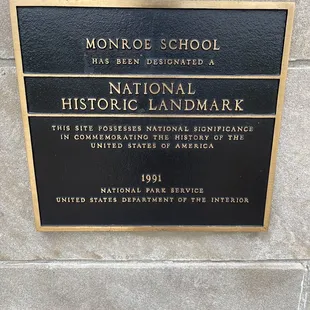 MONROE SCHOOL
HAS BEEN DESIGNATED A
NATIONAL
HISTORIC LANDMARK
THIS SITE POSSESSES NATIONAL SIGNIFICANCE
IN COMMEMORATING THE HISTORY OF THE
UNITED STATES OF AMERICA
1991
NATIONAL PARK SERVICE
UNITED STATES DEPARTMENT OF THE INTERIOR